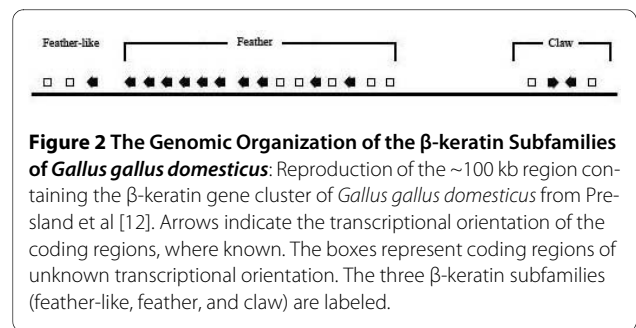 Feather-like Feather Claw
Figure 2 The Genomic Organization of the β-keratin Subfamilies
of Gallus gallus domesticus: Reproduction of the ~100 kb region con-
taining the β-keratin gene cluster of Gallus gallus domesticus from Pre-
sland et al [12]. Arrows indicate the transcriptional orientation of the
coding regions, where known. The boxes represent coding regions of
unknown transcriptional orientation. The three β-keratin subfamilies
(feather-like, feather, and claw) are labeled.